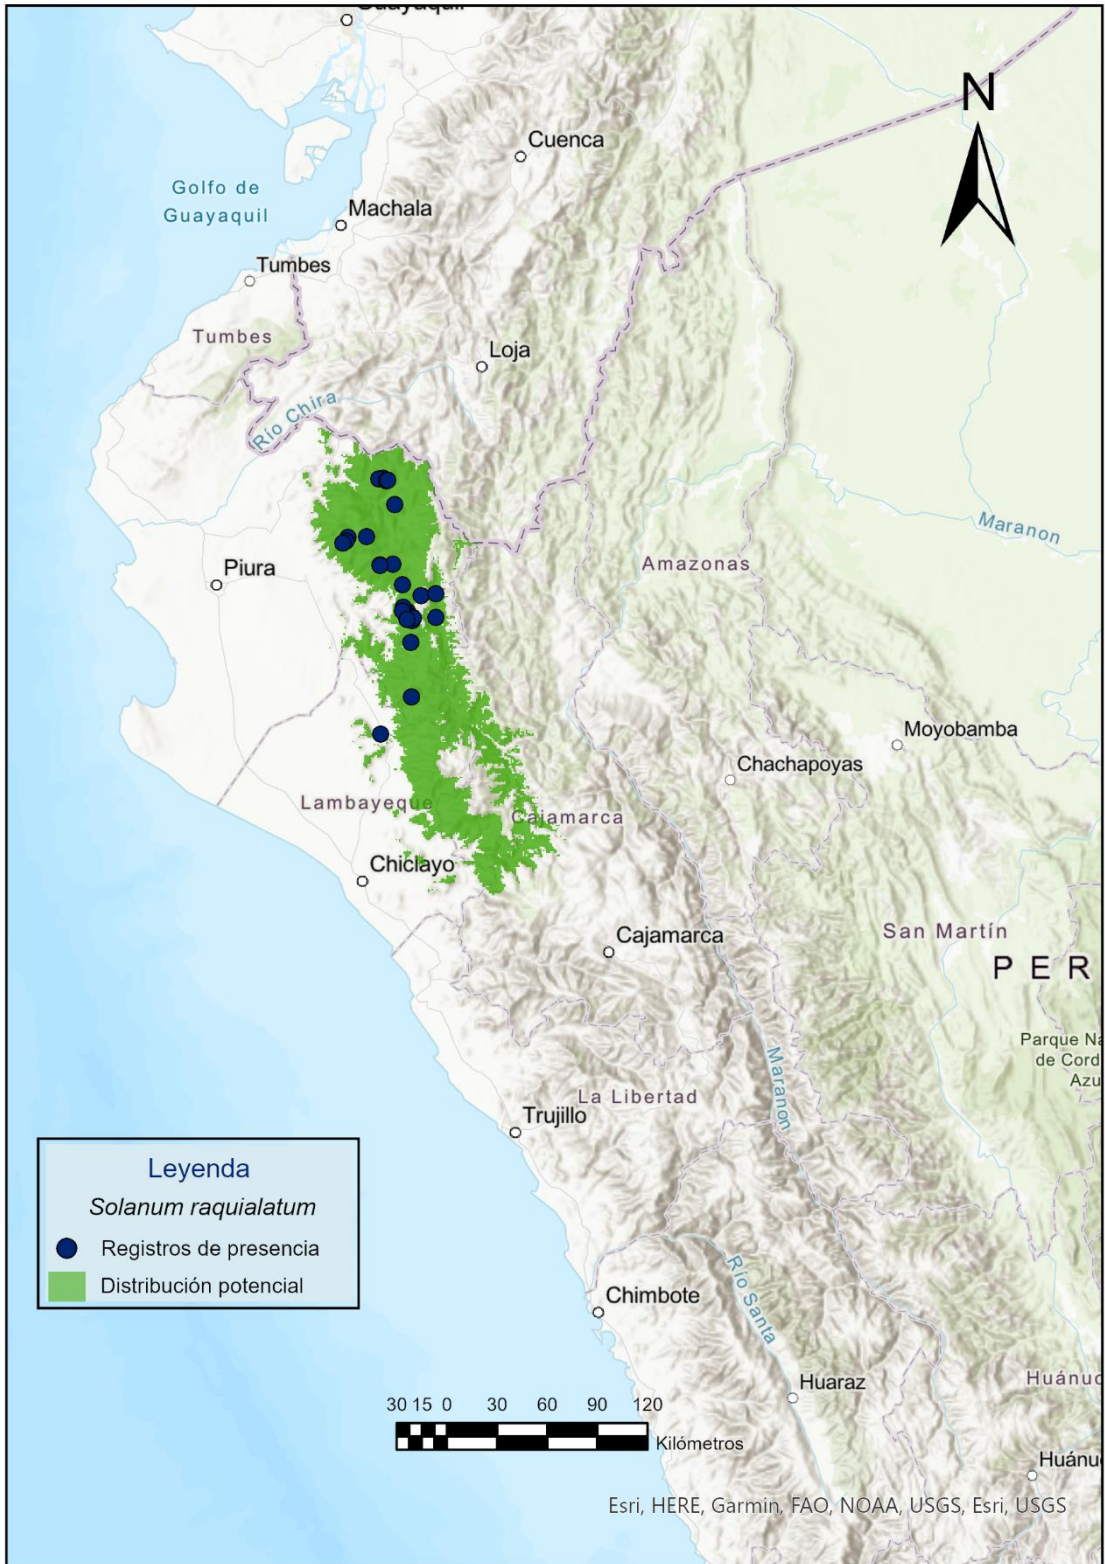 Guayaquil
N
Cuenca
Golfo de
Guayaquil
Machala
Tumbes
Tumbes
Loja
Río Chira
Maranon
Amazonas
Piura
Moyobamba
Chachapoyas
Lambayeque
Cajamarca
Chiclayo
San Martín
Cajamarca
PER
Parque Na
de Cord
Azu
Maranon
La Libertad
Trujillo
Leyenda
Solanum raquialatum
Registros de presencia
Distribución potencial
Río Santa
Chimbote
Huaraz
Huánuc
30 15 0 30 60 90 120
Kilómetros
Huánu
Esri, HERE, Garmin, FAO, NOAA, USGS, Esri, USGS